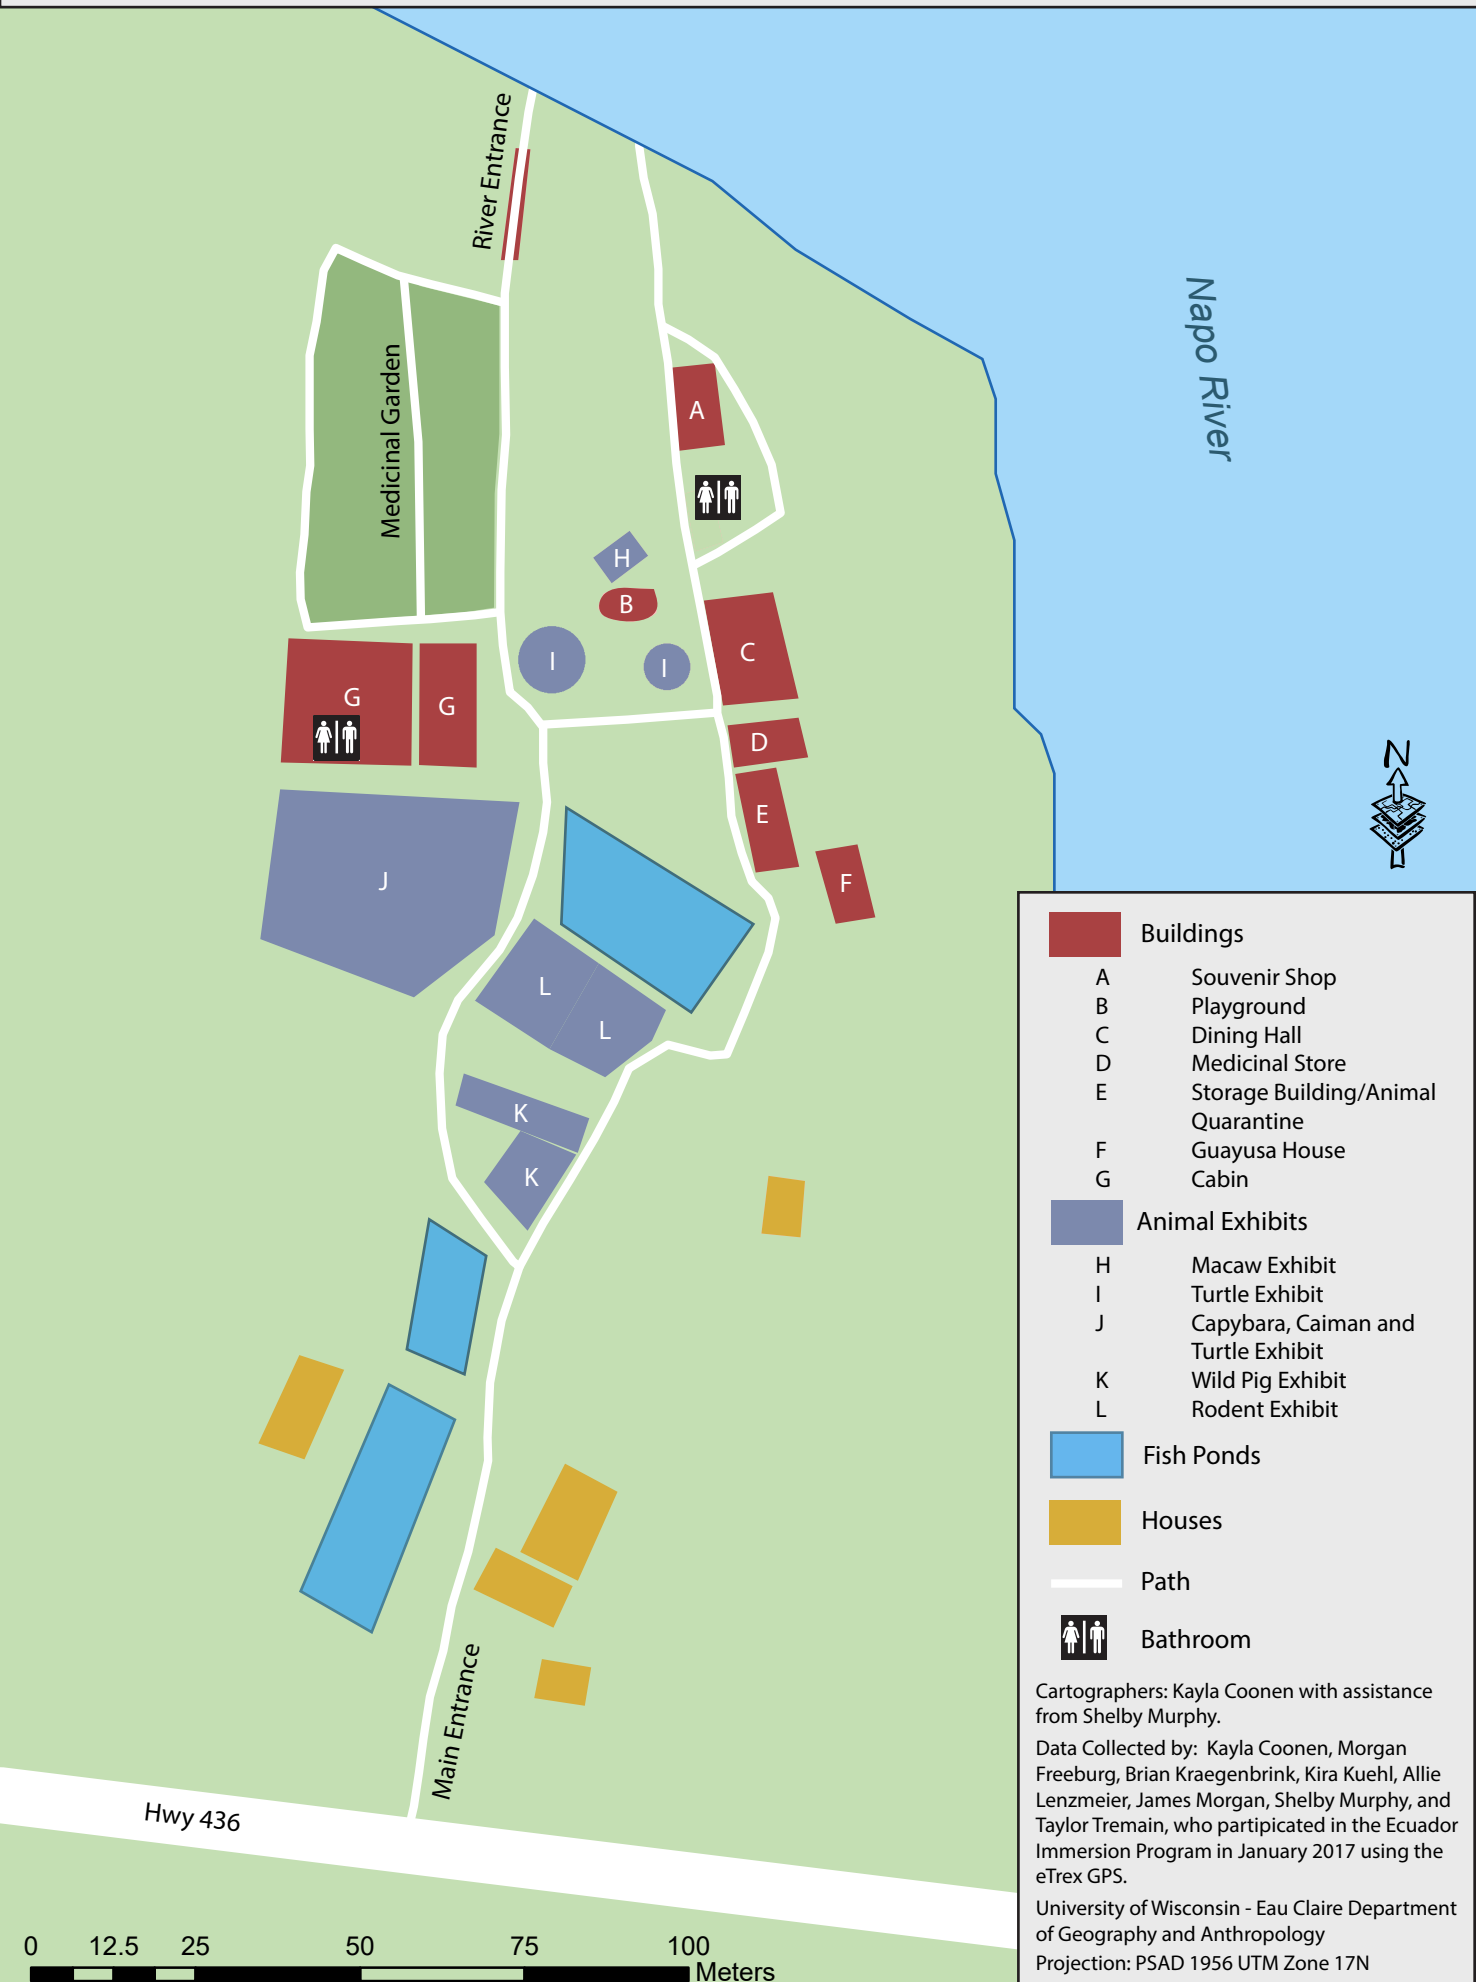 River Entrance
Medicinal Garden
Napo River
A
H
B
I
I
C
G
G
D
E
F
J
L
L
K
K
N
Buildings
A Souvenir Shop
B Playground
C Dining Hall
D Medicinal Store
E Storage Building/Animal
Quarantine
F Guayusa House
G Cabin
Animal Exhibits
H Macaw Exhibit
I Turtle Exhibit
J Capybara, Caiman and
Turtle Exhibit
K Wild Pig Exhibit
L Rodent Exhibit
Fish Ponds
Houses
Path
Bathroom
Cartographers: Kayla Coonen with assistance
from Shelby Murphy.
Data Collected by: Kayla Coonen, Morgan
Freeburg, Brian Kraegenbrink, Kira Kuehl, Allie
Lenzmeier, James Morgan, Shelby Murphy, and
Taylor Tremain, who partipicated in the Ecuador
Immersion Program in January 2017 using the
eTrex GPS.
University of Wisconsin - Eau Claire Department
of Geography and Anthropology
Projection: PSAD 1956 UTM Zone 17N
Main Entrance
Hwy 436
0 12.5 25 50 75 100
Meters